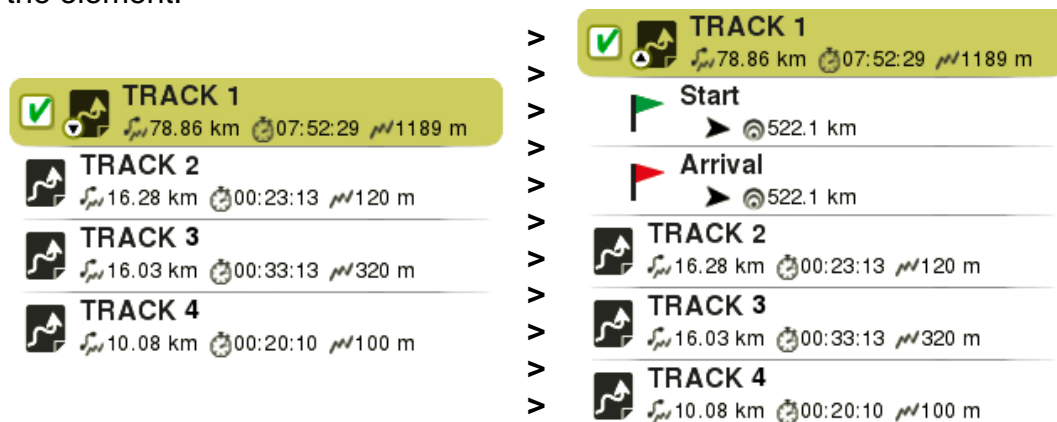 the element.
TRACK 1
78.86 km 07:52:29 1189 m
TRACK 2
16.28 km 00:23:13 120 m
TRACK 3
16.03 km 00:33:13 320 m
TRACK 4
10.08 km 00:20:10 100 m
>
>
>
>
>
>
>
>
>
>
>
TRACK 1
78.86 km 07:52:29 1189 m
Start
522.1 km
Arrival
522.1 km
TRACK 2
16.28 km 00:23:13 120 m
TRACK 3
16.03 km 00:33:13 320 m
TRACK 4
10.08 km 00:20:10 100 m